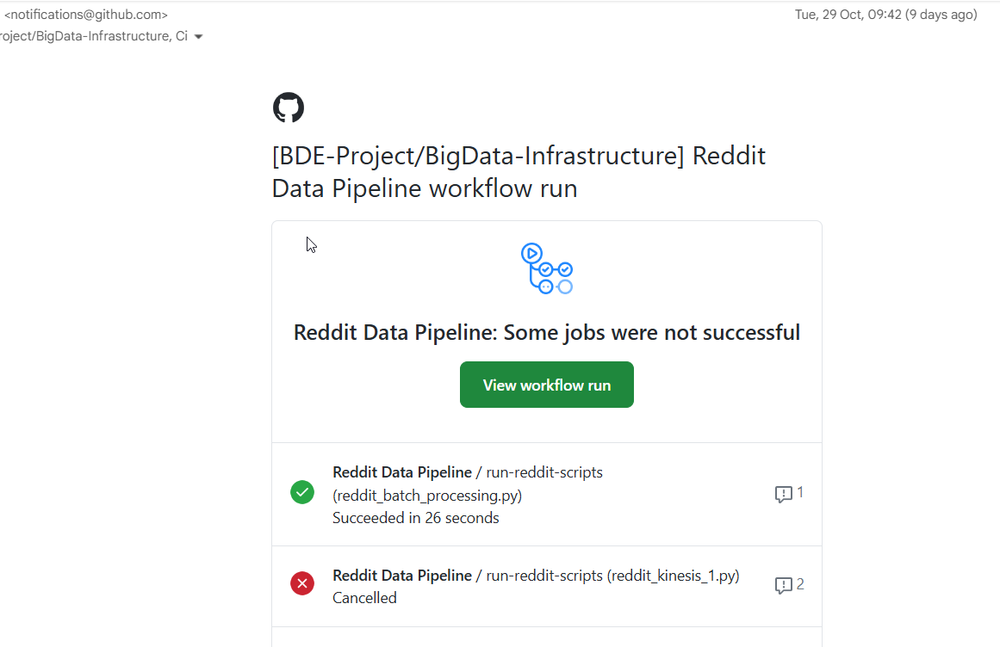 <notifications@github.com>
Tue, 29 Oct, 09:42 (9 days ago)
roject/BigData-Infrastructure, Ci
[BDE-Project/BigData-Infrastructure] Reddit
Data Pipeline workflow run
Reddit Data Pipeline: Some jobs were not successful
View workflow run
Reddit Data Pipeline / run-reddit-scripts
(reddit_batch_processing.py)
Succeeded in 26 seconds
1
Reddit Data Pipeline / run-reddit-scripts (reddit_kinesis_1.py)
Cancelled
2